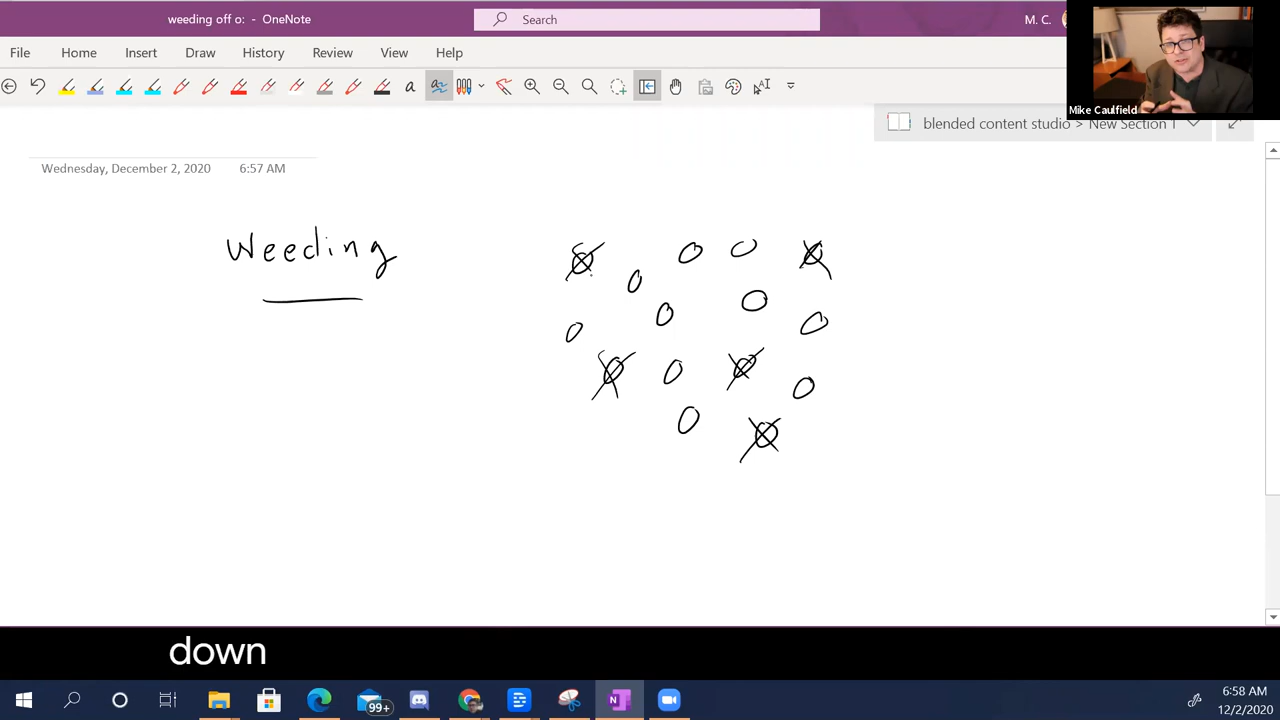 weeding off o: - OneNote
Search
M. C.
File Home Insert Draw History Review View Help
Mike Caulfield
blended content studio > New Section 1
Wednesday, December 2, 2020 6:57 AM
Weeding
down
99+
6:58 AM
12/2/2020